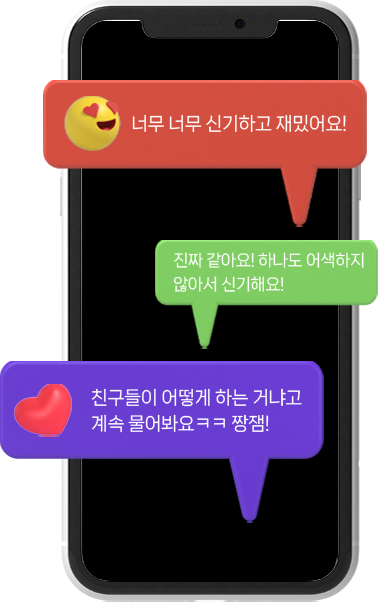 너무 너무 신기하고 재밌어요!
진짜 같아요! 하나도 어색하지
않아서 신기해요!
친구들이 어떻게 하는 거냐고
계속 물어봐요ㅋㅋ 짱잼!